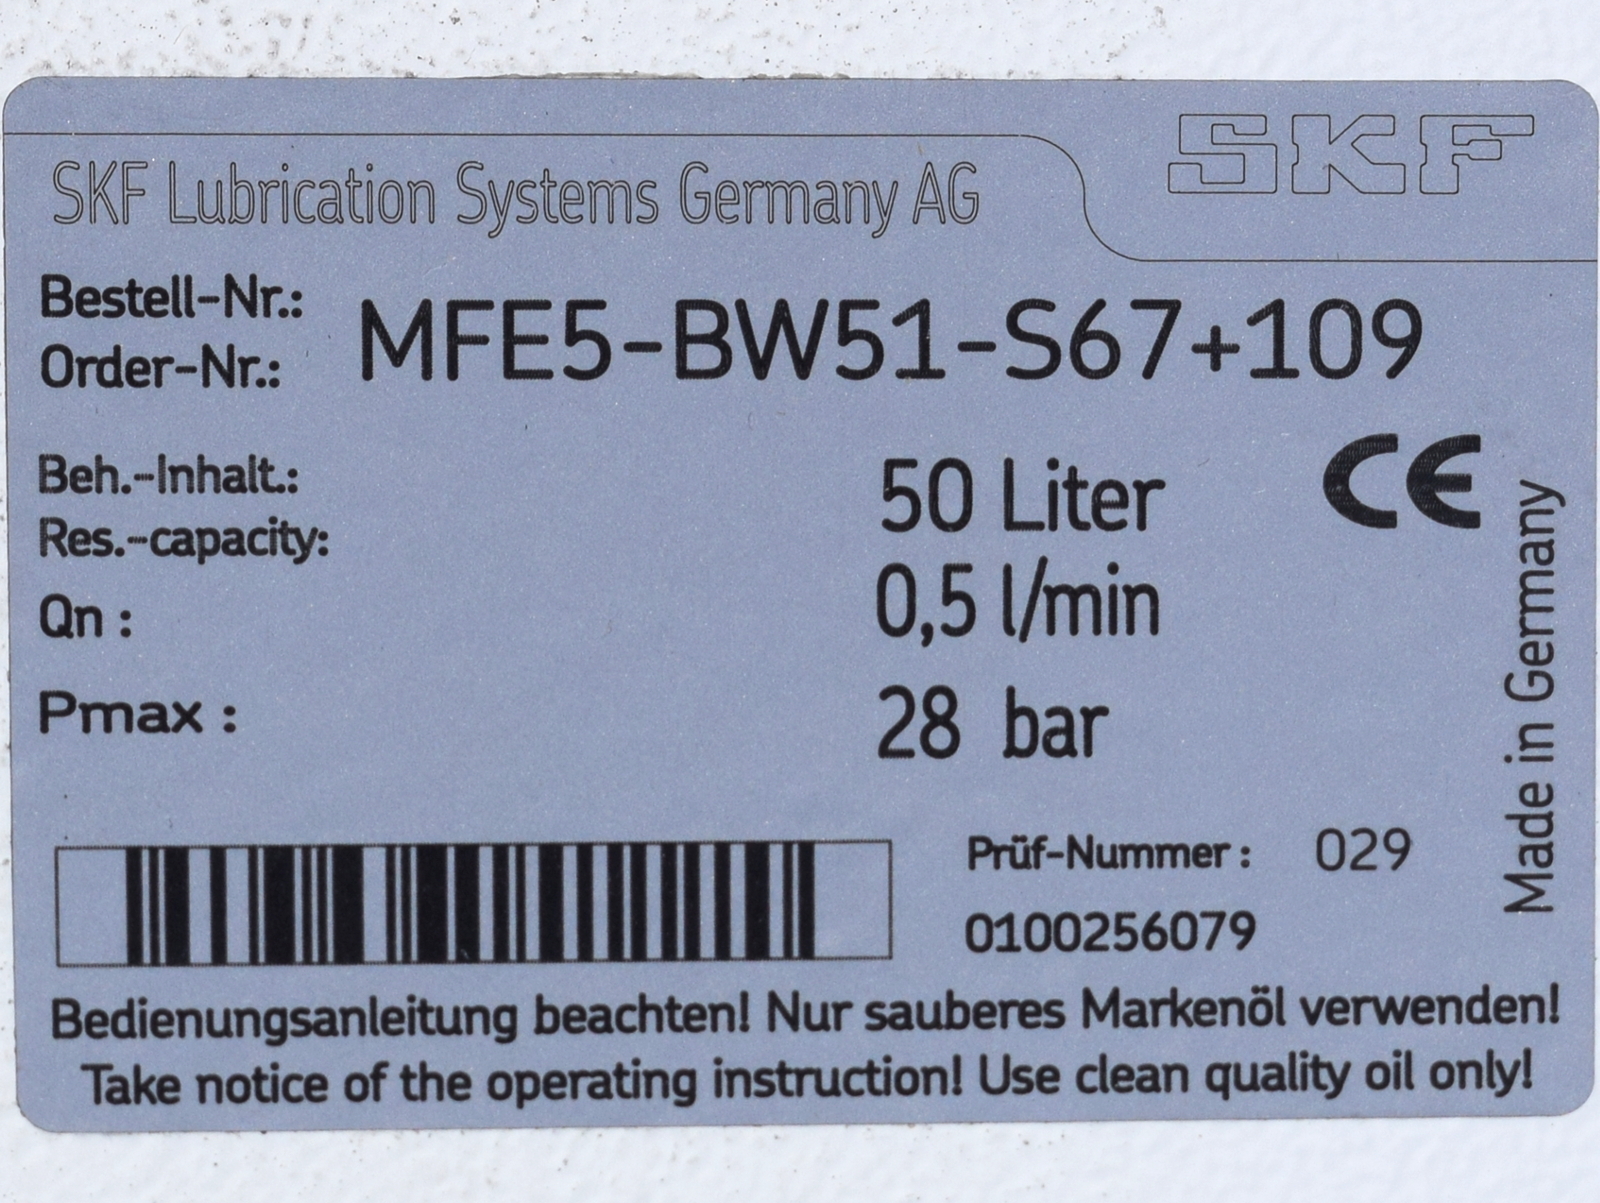 SKF
SKF Lubrication Systems Germany AG
Bestell-Nr.:
Order-Nr.:
MFE5-BW51-S67+109
Beh.-Inhalt.:
Res.-capacity:
50 Liter
CE
Qn :
0,5 l/min
Pmax :
28 bar
Made in Germany
Prüf-Nummer : 029
0100256079
Bedienungsanleitung beachten! Nur sauberes Markenöl verwenden!
Take notice of the operating instruction! Use clean quality oil only!